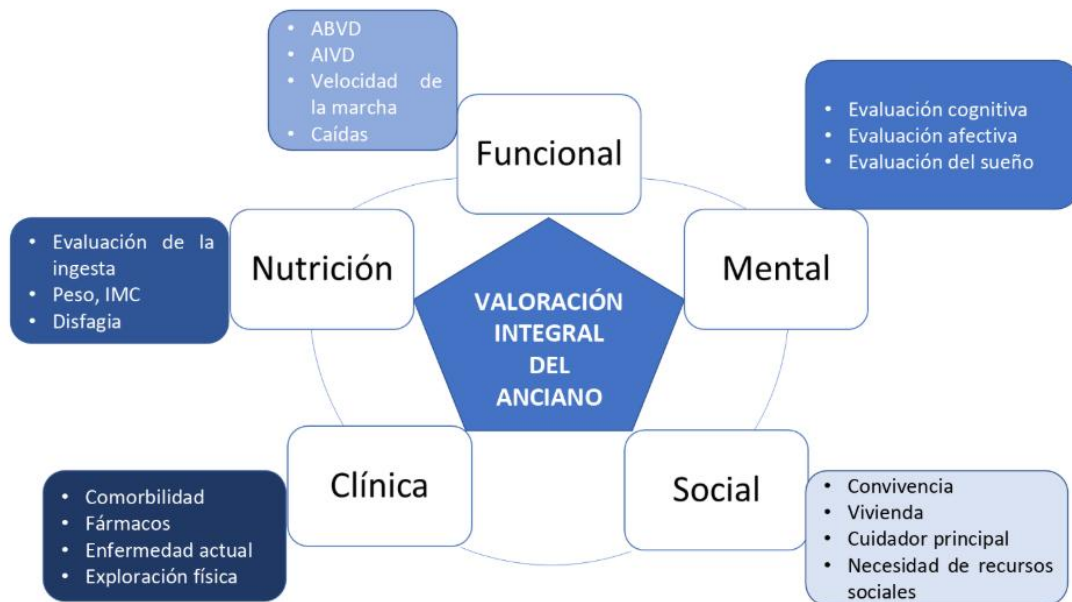 • ABVD
• AIVD
• Velocidad de
la marcha
• Caídas
Funcional
• Evaluación cognitiva
• Evaluación afectiva
• Evaluación del sueño
Mental
• Evaluación de la
ingesta
• Peso, IMC
• Disfagia
Nutrición
VALORACIÓN
INTEGRAL
DEL
ANCIANO
Clínica
• Comorbilidad
• Fármacos
• Enfermedad actual
• Exploración física
Social
• Convivencia
• Vivienda
• Cuidador principal
• Necesidad de recursos
sociales